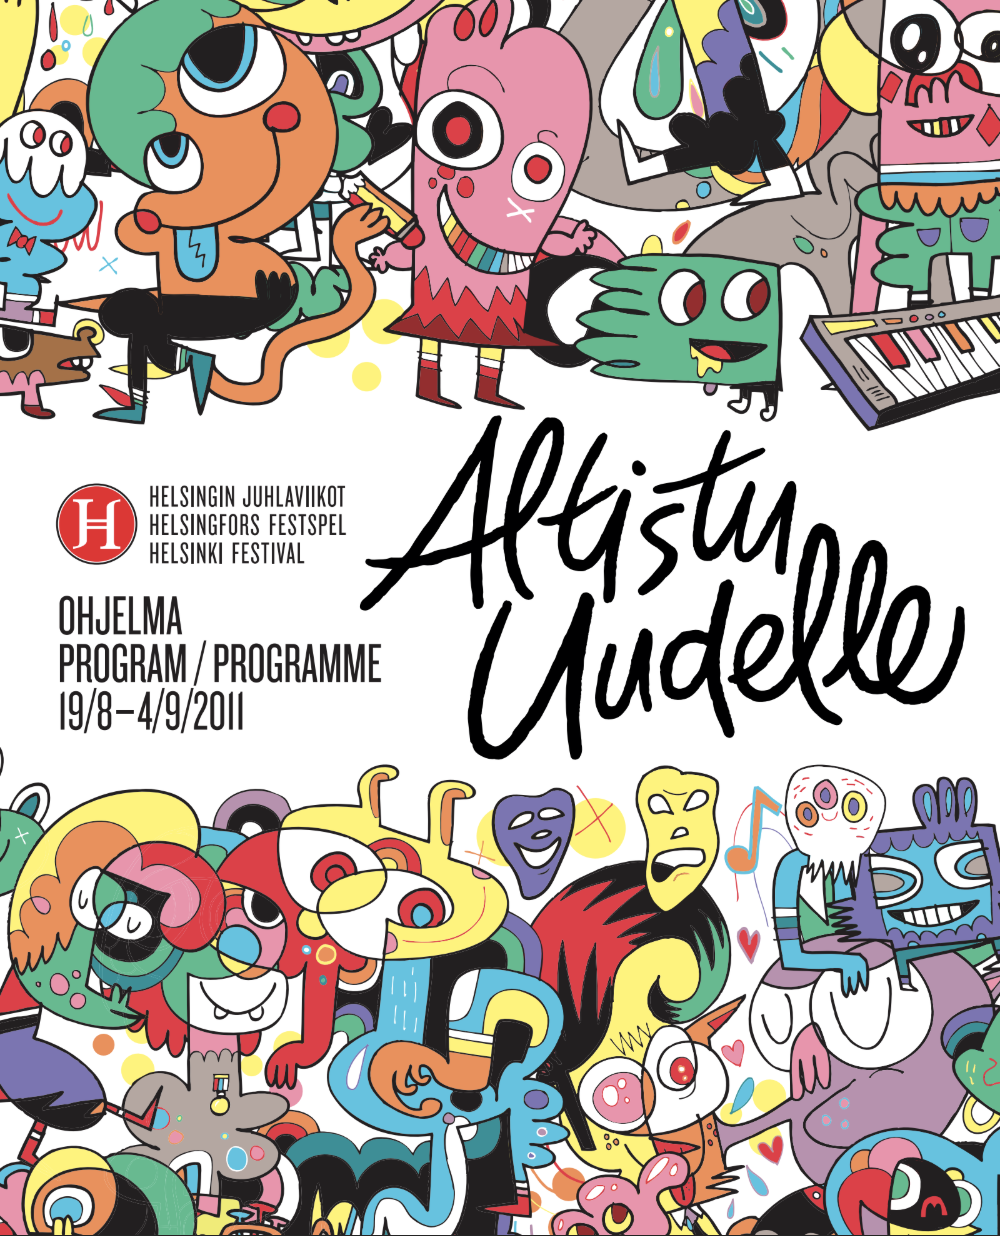 HELSINGIN JUHLAVIIKOT
HELSINGFORS FESTSPEL
HELSINKI FESTIVAL
OHJELMA
PROGRAM / PROGRAMME
19/8–4/9/2011
Altistu
Uudelle